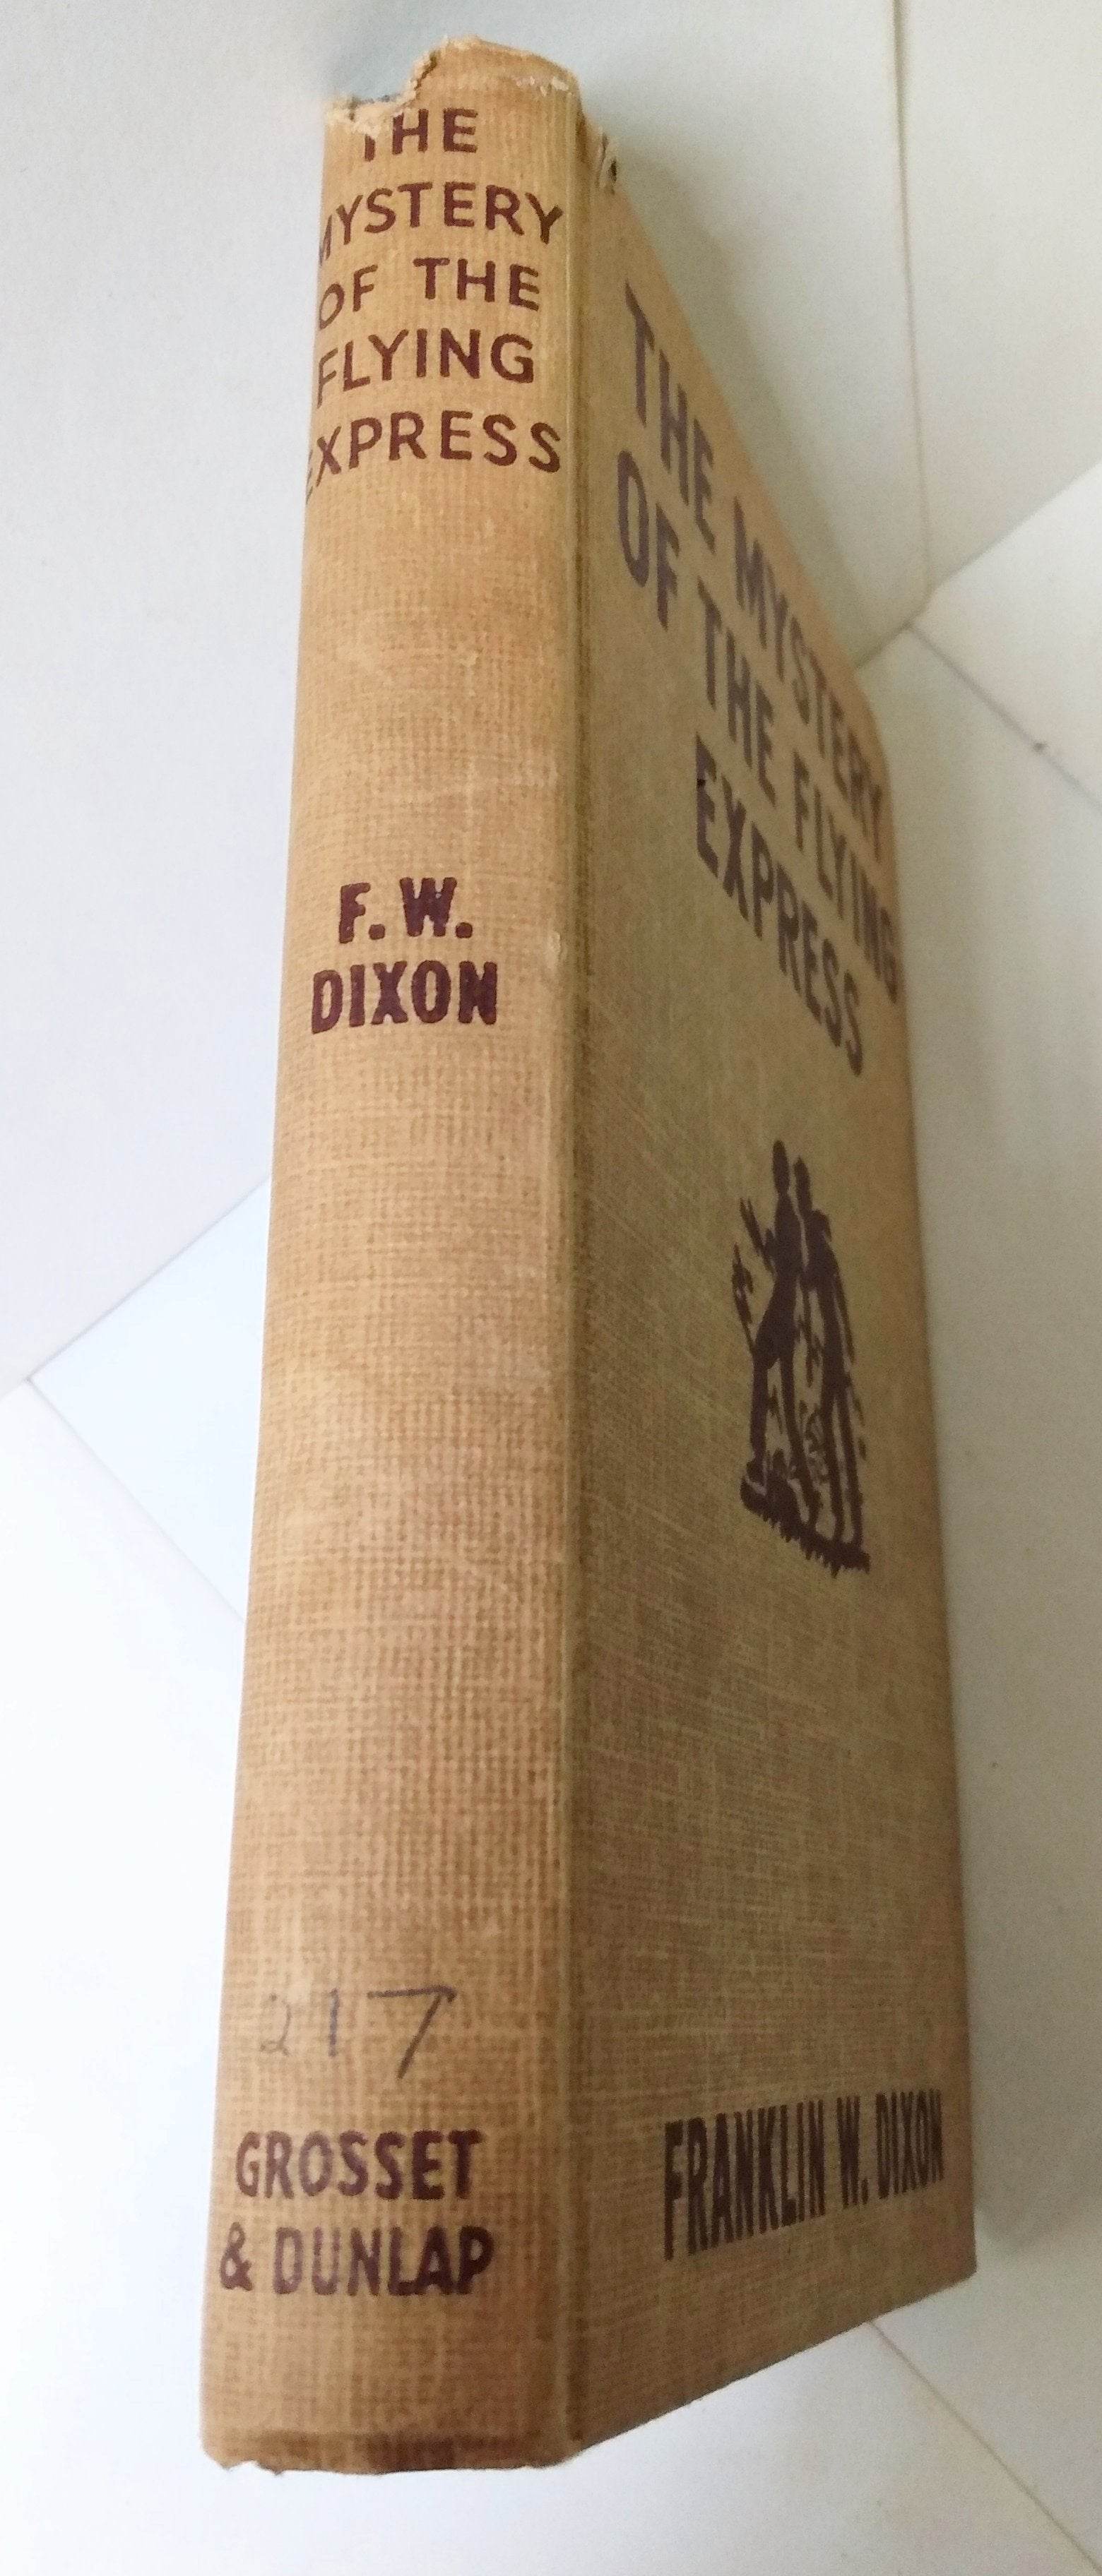 THE
MYSTERY
OF THE
FLYING
EXPRESS
F. W.
DIXON
217
GROSSET
& DUNLAP
THE MYSTERY
OF THE FLYING
EXPRESS
FRANKLIN W. DIXON